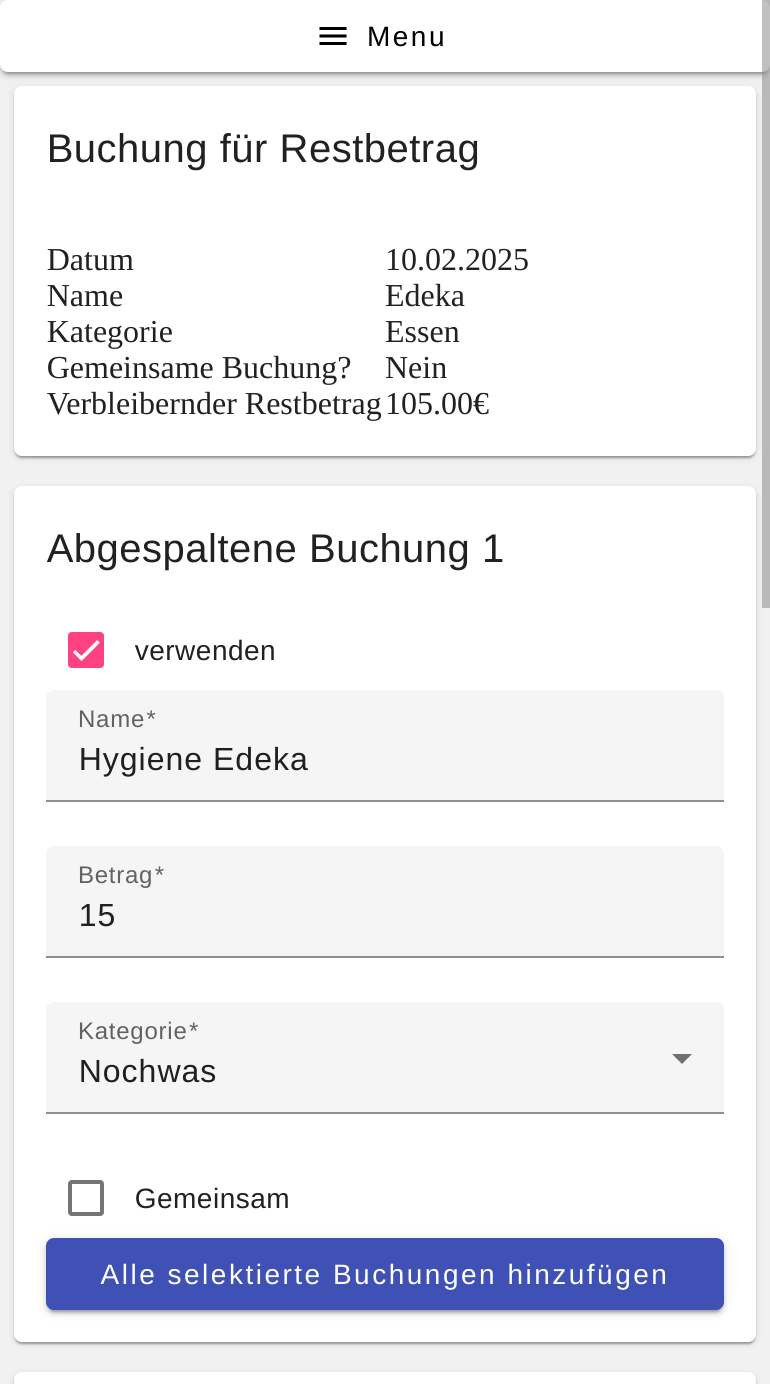 Menu
Buchung für Restbetrag
Datum 10.02.2025
Name Edeka
Kategorie Essen
Gemeinsame Buchung? Nein
Verbleibernder Restbetrag 105.00€
Abgespaltene Buchung 1
verwenden
Name*
Hygiene Edeka
Betrag*
15
Kategorie*
Nochwas
Gemeinsam
Alle selektierte Buchungen hinzufügen